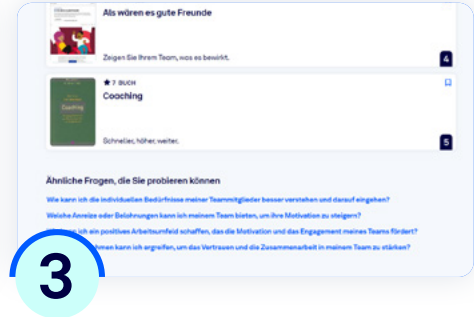 Als wären es gute Freunde
Zeigen Sie Ihrem Team, was es bewirkt.
4
★7 BUCH
Coaching
Coaching
Schneller, höher, weiter.
5
Ähnliche Fragen, die Sie probieren können
Wie kann ich die individuellen Bedürfnisse meiner Teammitglieder besser verstehen und darauf eingehen?
Welche Anreize oder Belohnungen kann ich meinem Team bieten, um ihre Motivation zu steigern?
ich ein positives Arbeitsumfeld schaffen, das die Motivation und das Engagement meines Teams fördert?
hmen kann ich ergreifen, um das Vertrauen und die Zusammenarbeit in meinem Team zu stärken?
3